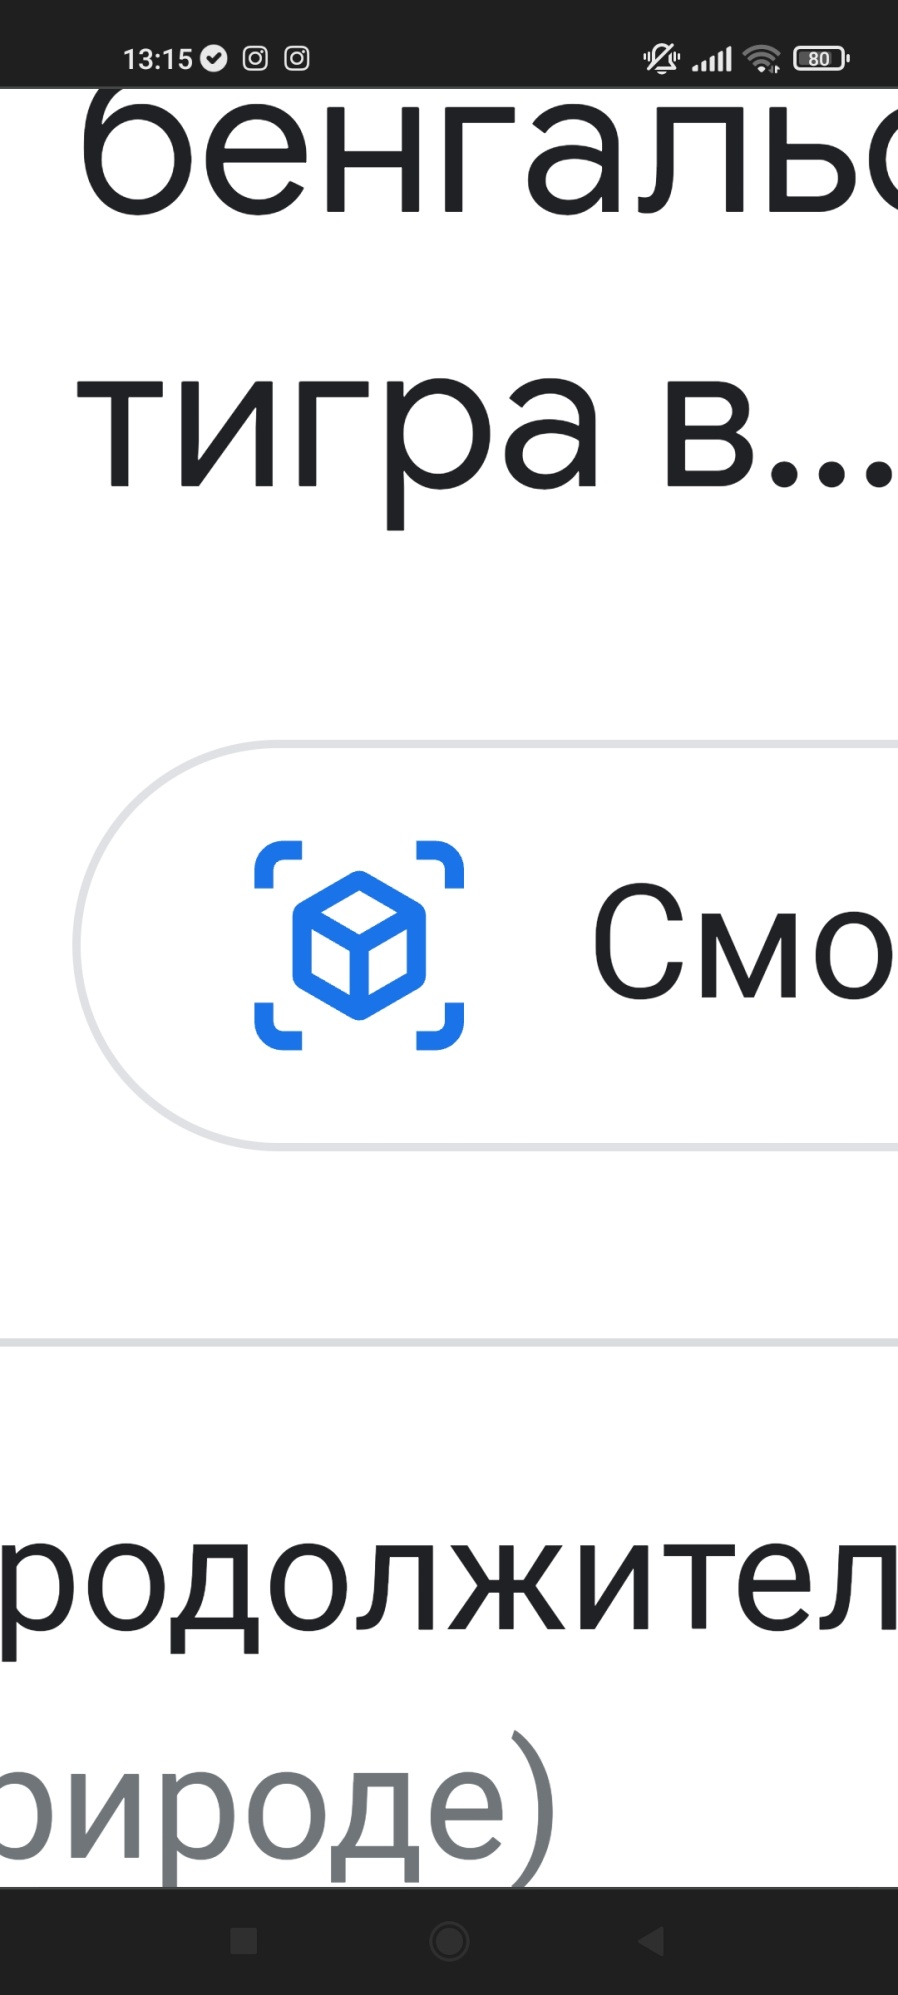 13:15
80
бенгальс
тигра в...
Смо
родолжител
рироде)